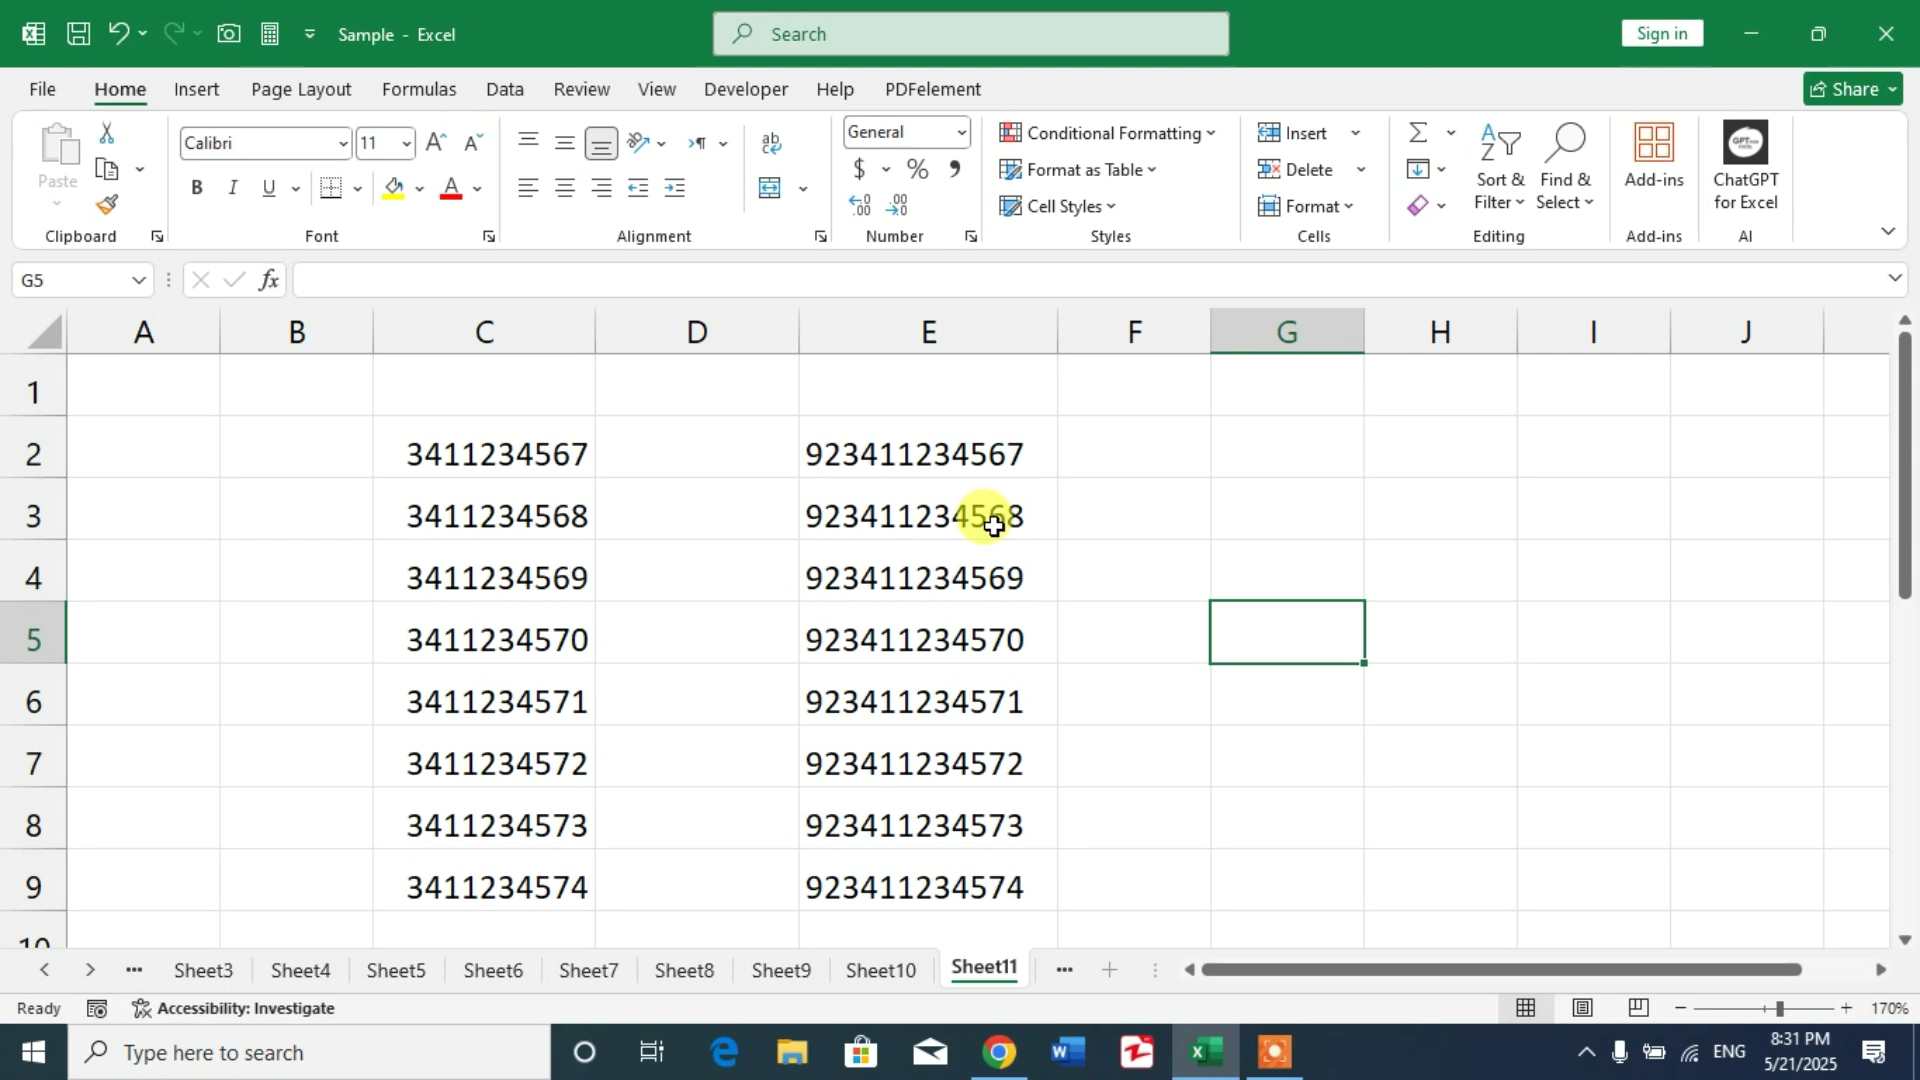 Sample - Excel
Search
Sign in
File Home Insert Page Layout Formulas Data Review View Developer Help PDFelement
Share
Paste
Clipboard
Calibri 11
B I U
Font
Alignment
General
$ % ,
Number
Conditional Formatting
Format as Table
Cell Styles
Styles
Insert
Delete
Format
Cells
Sort & Filter
Find & Select
Editing
Add-ins
Add-ins
ChatGPT for Excel
AI
G5
fx
A B C D E F G H I J
1
2 3411234567 923411234567
3 3411234568 923411234568
4 3411234569 923411234569
5 3411234570 923411234570
6 3411234571 923411234571
7 3411234572 923411234572
8 3411234573 923411234573
9 3411234574 923411234574
10
Sheet3 Sheet4 Sheet5 Sheet6 Sheet7 Sheet8 Sheet9 Sheet10 Sheet11
Ready Accessibility: Investigate 170%
Type here to search
ENG
8:31 PM
5/21/2025